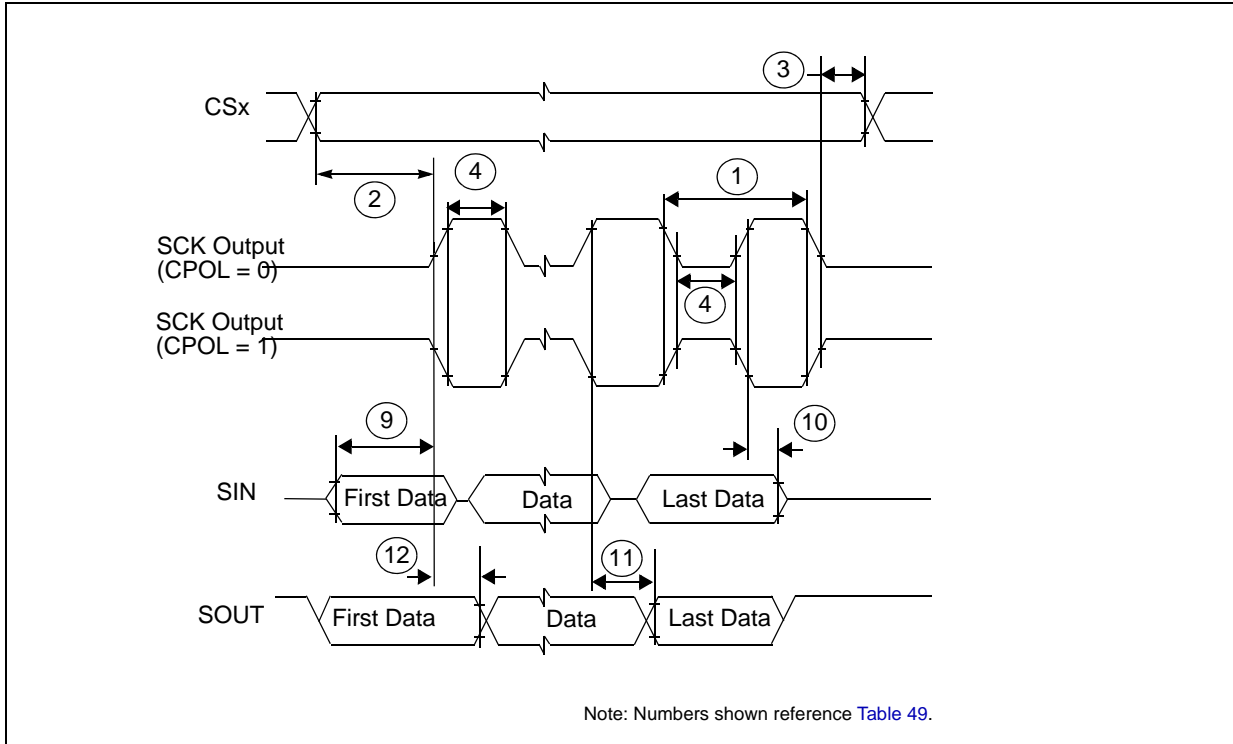 3
CSx
2
4
1
SCK Output
(CPOL = 0)
4
SCK Output
(CPOL = 1)
9
10
SIN
First Data
Data
Last Data
12
11
SOUT
First Data
Data
Last Data
Note: Numbers shown reference Table 49.